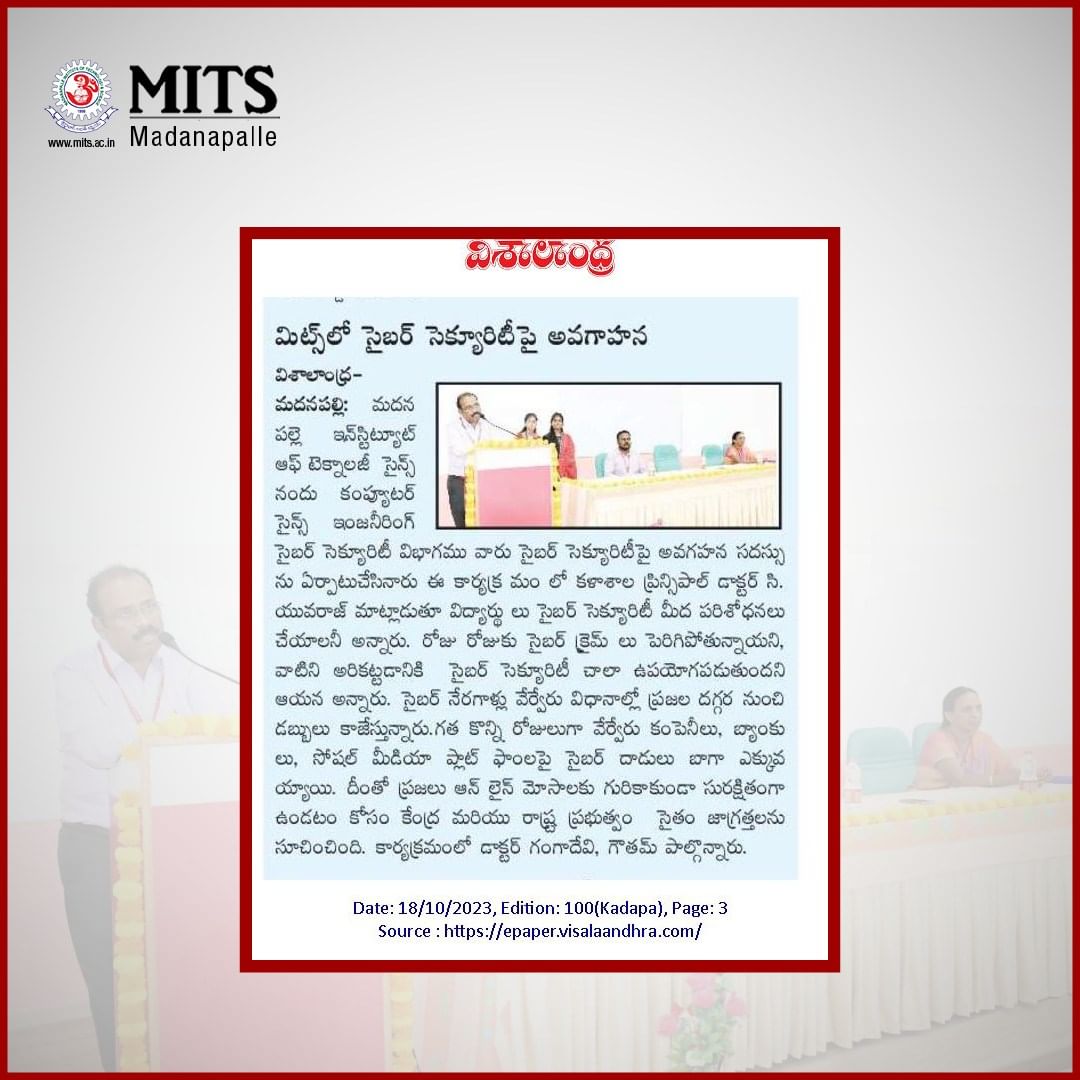 MITS
Madanapalle
www.mits.ac.in
విశాలాంధ్ర
మిట్స్‌లో సైబర్ సెక్యూరిటీపై అవగాహన
విశాలాంధ్ర–
మదనపల్లి: మదన
పల్లె ఇన్‌స్టిట్యూట్
ఆఫ్ టెక్నాలజీ సైన్స్
నందు కంప్యూటర్
సైన్స్ ఇంజనీరింగ్
సైబర్ సెక్యూరిటీ విభాగము వారు సైబర్ సెక్యూరిటీపై అవగహన సదస్సు
ను ఏర్పాటుచేసినారు ఈ కార్యక్ర మం లో కళాశాల ప్రిన్సిపాల్ డాక్టర్ సి.
యువరాజ్ మాట్లాడుతూ విద్యార్థు లు సైబర్ సెక్యూరిటీ మీద పరిశోధనలు
చేయాలనీ అన్నారు. రోజు రోజుకు సైబర్ క్రైమ్ లు పెరిగిపోతున్నాయని,
వాటిని అరికట్టడానికి సైబర్ సెక్యూరిటీ చాలా ఉపయోగపడుతుందని
ఆయన అన్నారు. సైబర్ నేరగాళ్లు వేర్వేరు విధానాల్లో ప్రజల దగ్గర నుంచి
డబ్బులు కాజేస్తున్నారు.గత కొన్ని రోజులుగా వేర్వేరు కంపెనీలు, బ్యాంకు
లు, సోషల్ మీడియా ప్లాట్ ఫాంలపై సైబర్ దాడులు బాగా ఎక్కువ
య్యాయి. దీంతో ప్రజలు ఆన్ లైన్ మోసాలకు గురికాకుండా సురక్షితంగా
ఉండటం కోసం కేంద్ర మరియు రాష్ట్ర ప్రభుత్వం సైతం జాగ్రత్తలను
సూచించింది. కార్యక్రమంలో డాక్టర్ గంగాదేవి, గౌతమ్ పాల్గొన్నారు.
Date: 18/10/2023, Edition: 100(Kadapa), Page: 3
Source : https://epaper.visalaandhra.com/